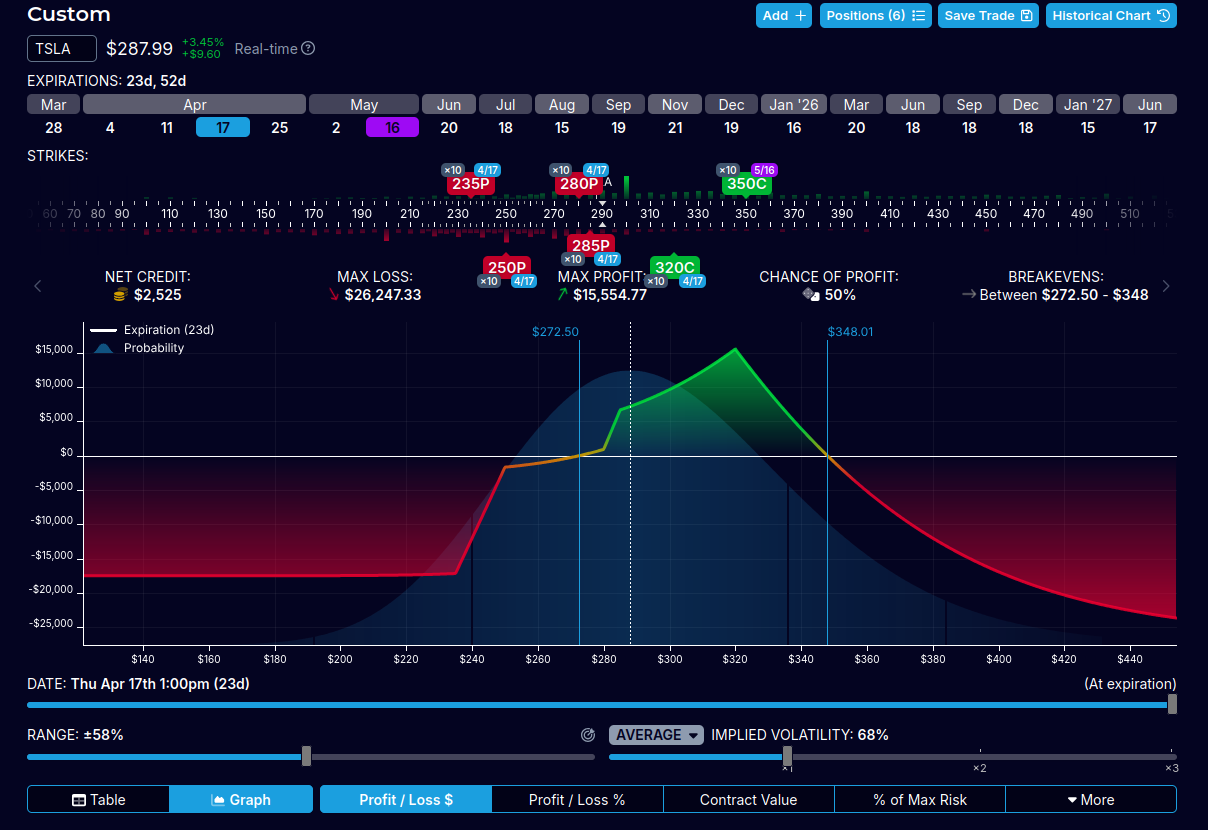 Custom
Add +
Positions (6)
Save Trade
Historical Chart
TSLA $287.99 +3.45% +$9.60 Real-time ?
EXPIRATIONS: 23d, 52d
Mar Apr May Jun Jul Aug Sep Nov Dec Jan '26 Mar Jun Sep Dec Jan '27 Jun
28 4 11 17 25 2 16 20 18 15 19 21 19 16 20 18 18 18 15 17
STRIKES:
×10 4/17 ×10 4/17 ×10 5/16
235P 280P A 350C
60 70 80 90 110 130 150 170 190 210 230 250 270 290 310 330 350 370 390 410 430 450 470 490 510 5
285P
×10 4/17
250P 320C
×10 4/17 ×10 4/17
NET CREDIT: MAX LOSS: MAX PROFIT: CHANCE OF PROFIT: BREAKEVENS:
$2,525 $26,247.33 $15,554.77 50% Between $272.50 - $348
Expiration (23d)
Probability
$272.50 $348.01
$15,000
$10,000
$5,000
$0
-$5,000
-$10,000
-$15,000
-$20,000
-$25,000
$140 $160 $180 $200 $220 $240 $260 $280 $300 $320 $340 $360 $380 $400 $420 $440
DATE: Thu Apr 17th 1:00pm (23d) (At expiration)
RANGE: ±58% AVERAGE IMPLIED VOLATILITY: 68%
×1 ×2 ×3
Table Graph Profit / Loss $ Profit / Loss % Contract Value % of Max Risk More